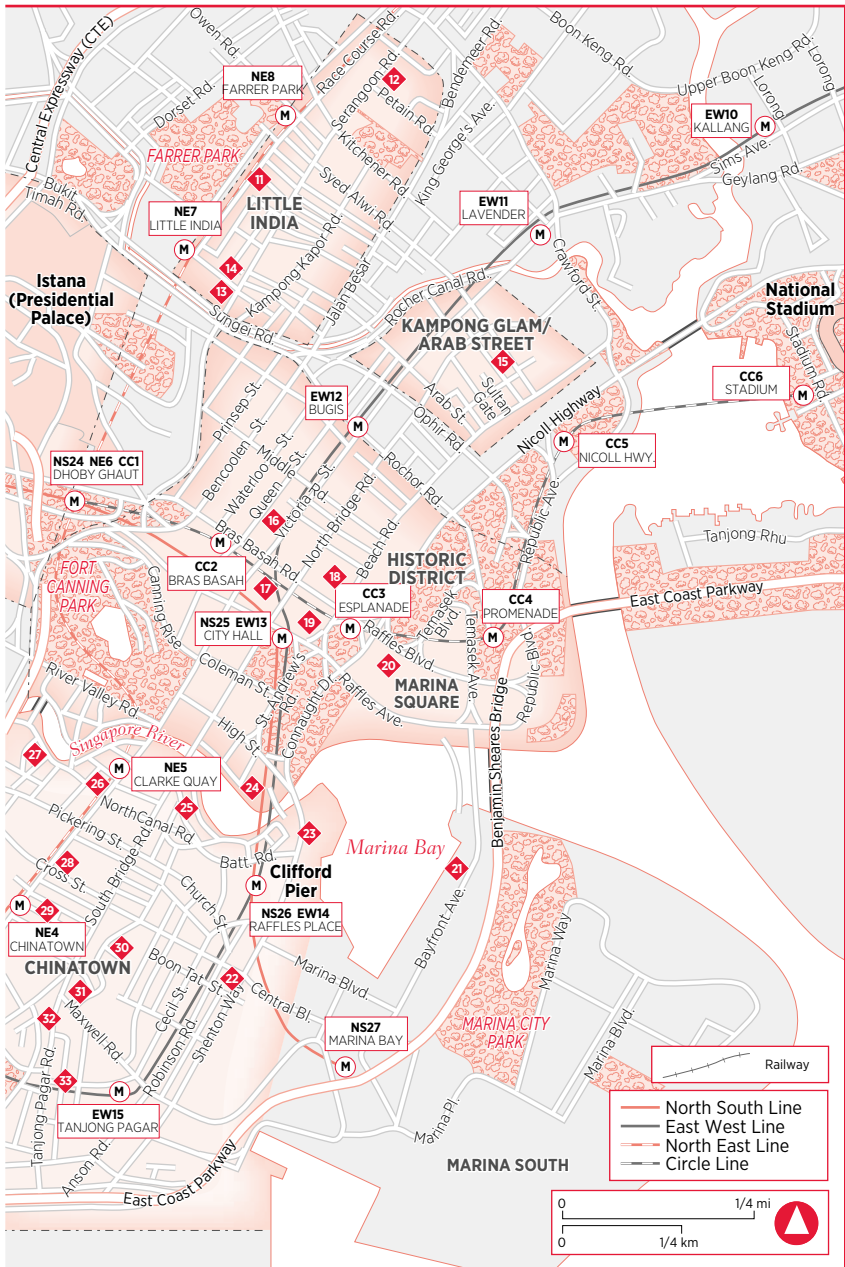 Owen Rd.
Race Course Rd.
Boon Keng Rd.
Central Expressway (CTE)
NE8
FARRER PARK
Serangoon Rd.
12
Bendemeer Rd.
Upper Boon Keng Rd.
Lorong
Lorong
Dorset Rd.
Petain Rd.
EW10
KALLANG
FARRER PARK
Kitchener Rd.
King George's Ave.
Sims Ave.
Geylang Rd.
Bukit
Timah Rd.
11
LITTLE
INDIA
Syed Alwi Rd.
NE7
LITTLE INDIA
EW11
LAVENDER
M
M
M
M
14
Kampong Kapor Rd.
Crawford St.
Istana
(Presidential
Palace)
13
Jalan Besar
Rocher Canal Rd.
National
Stadium
Sungei Rd.
KAMPONG GLAM/
ARAB STREET
15
Stadium Rd.
Prinsep St.
EW12
BUGIS
Arab St.
Sultan
Gate
CC6
STADIUM
M
M
Ophir Rd.
Nicoll Highway
M
CC5
NICOLL HWY.
NS24 NE6 CC1
DHOBY GHAUT
M
Bencoolen St.
Waterloo St.
Middle Rd.
Queen St.
Victoria St.
Rochor Rd.
North Bridge Rd.
16
Republic Ave.
Bras Basah Rd.
M
Beach Rd.
Tanjong Rhu
HISTORIC
DISTRICT
FORT
CANNING
PARK
CC2
BRAS BASAH
Canning Rise
17
18
CC3
ESPLANADE
CC4
PROMENADE
East Coast Parkway
NS25 EW13
CITY HALL
M
19
M
M
Temasek
Blvd.
Temasek Ave.
Raffles Blvd.
20
Republic Blvd.
Coleman St.
St. Andrew's
Rd.
Connaught Dr.
MARINA
SQUARE
Raffles Ave.
River Valley Rd.
High St.
Singapore River
Benjamin Sheares Bridge
27
M
NE5
CLARKE QUAY
26
24
25
North Canal Rd.
Pickering St.
23
Marina Bay
Batt. Rd.
28
Cross St.
South Bridge Rd.
Clifford
Pier
21
M
Church St.
M
29
NS26 EW14
RAFFLES PLACE
Bayfront Ave.
NE4
CHINATOWN
30
CHINATOWN
Boon Tat St.
22
Marina Blvd.
Marina Way
31
Cecil St.
Shenton Way
Central Bl.
32
Maxwell Rd.
Robinson Rd.
NS27
MARINA BAY
MARINA CITY
PARK
Marina Blvd.
M
33
Tanjong Pagar Rd.
M
EW15
TANJONG PAGAR
Railway
North South Line
East West Line
North East Line
Circle Line
Marina Pl.
Anson Rd.
MARINA SOUTH
East Coast Parkway
0 1/4 mi
0 1/4 km